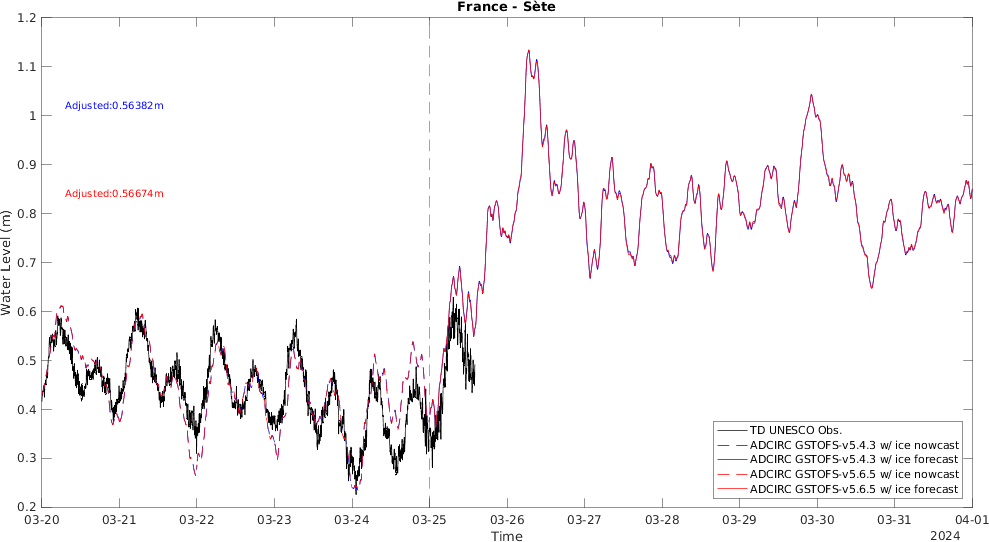 France - Sète
Water Level (m)
1.2
1.1
1
0.9
0.8
0.7
0.6
0.5
0.4
0.3
0.2
Adjusted:0.56382m
Adjusted:0.56674m
TD UNESCO Obs.
ADCIRC GSTOFS-v5.4.3 w/ ice nowcast
ADCIRC GSTOFS-v5.4.3 w/ ice forecast
ADCIRC GSTOFS-v5.6.5 w/ ice nowcast
ADCIRC GSTOFS-v5.6.5 w/ ice forecast
03-20 03-21 03-22 03-23 03-24 03-25 03-26 03-27 03-28 03-29 03-30 03-31 04-01
Time
2024